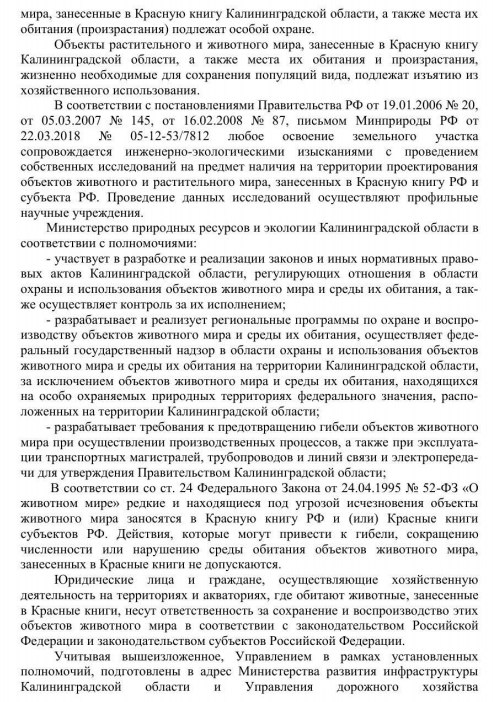 мира, занесенные в Красную книгу Калининградской области, а также места их
обитания (произрастания) подлежат особой охране.
Объекты растительного и животного мира, занесенные в Красную книгу
Калининградской области, а также места их обитания и произрастания,
жизненно необходимые для сохранения популяций вида, подлежат изъятию из
хозяйственного использования.
В соответствии с постановлениями Правительства РФ от 19.01.2006 № 20,
от 05.03.2007 № 145, от 16.02.2008 № 87, письмом Минприроды РФ от
22.03.2018 № 05-12-53/7812 любое освоение земельного участка
сопровождается инженерно-экологическими изысканиями с проведением
собственных исследований на предмет наличия на территории проектирования
объектов животного и растительного мира, занесенных в Красную книгу РФ и
субъекта РФ. Проведение данных исследований осуществляют профильные
научные учреждения.
Министерство природных ресурсов и экологии Калининградской области в
соответствии с полномочиями:
- участвует в разработке и реализации законов и иных нормативных право-
вых актов Калининградской области, регулирующих отношения в области
охраны и использования объектов животного мира и среды их обитания, а так-
же осуществляет контроль за их исполнением;
- разрабатывает и реализует региональные программы по охране и воспро-
изводству объектов животного мира и среды их обитания, осуществляет феде-
ральный государственный надзор в области охраны и использования объектов
животного мира и среды их обитания на территории Калининградской области,
за исключением объектов животного мира и среды их обитания, находящихся
на особо охраняемых природных территориях федерального значения, распо-
ложенных на территории Калининградской области;
- разрабатывает требования к предотвращению гибели объектов животного
мира при осуществлении производственных процессов, а также при эксплуата-
ции транспортных магистралей, трубопроводов и линий связи и электропереда-
чи для утверждения Правительством Калининградской области;
В соответствии со ст. 24 Федерального Закона от 24.04.1995 № 52-ФЗ «О
животном мире» редкие и находящиеся под угрозой исчезновения объекты
животного мира заносятся в Красную книгу РФ и (или) Красные книги
субъектов РФ. Действия, которые могут привести к гибели, сокращению
численности или нарушению среды обитания объектов животного мира,
занесенных в Красные книги не допускаются.
Юридические лица и граждане, осуществляющие хозяйственную
деятельность на территориях и акваториях, где обитают животные, занесенные
в Красные книги, несут ответственность за сохранение и воспроизводство этих
объектов животного мира в соответствии с законодательством Российской
Федерации и законодательством субъектов Российской Федерации.
Учитывая вышеизложенное, Управлением в рамках установленных
полномочий, подготовлены в адрес Министерства развития инфраструктуры
Калининградской области и Управления дорожного хозяйства